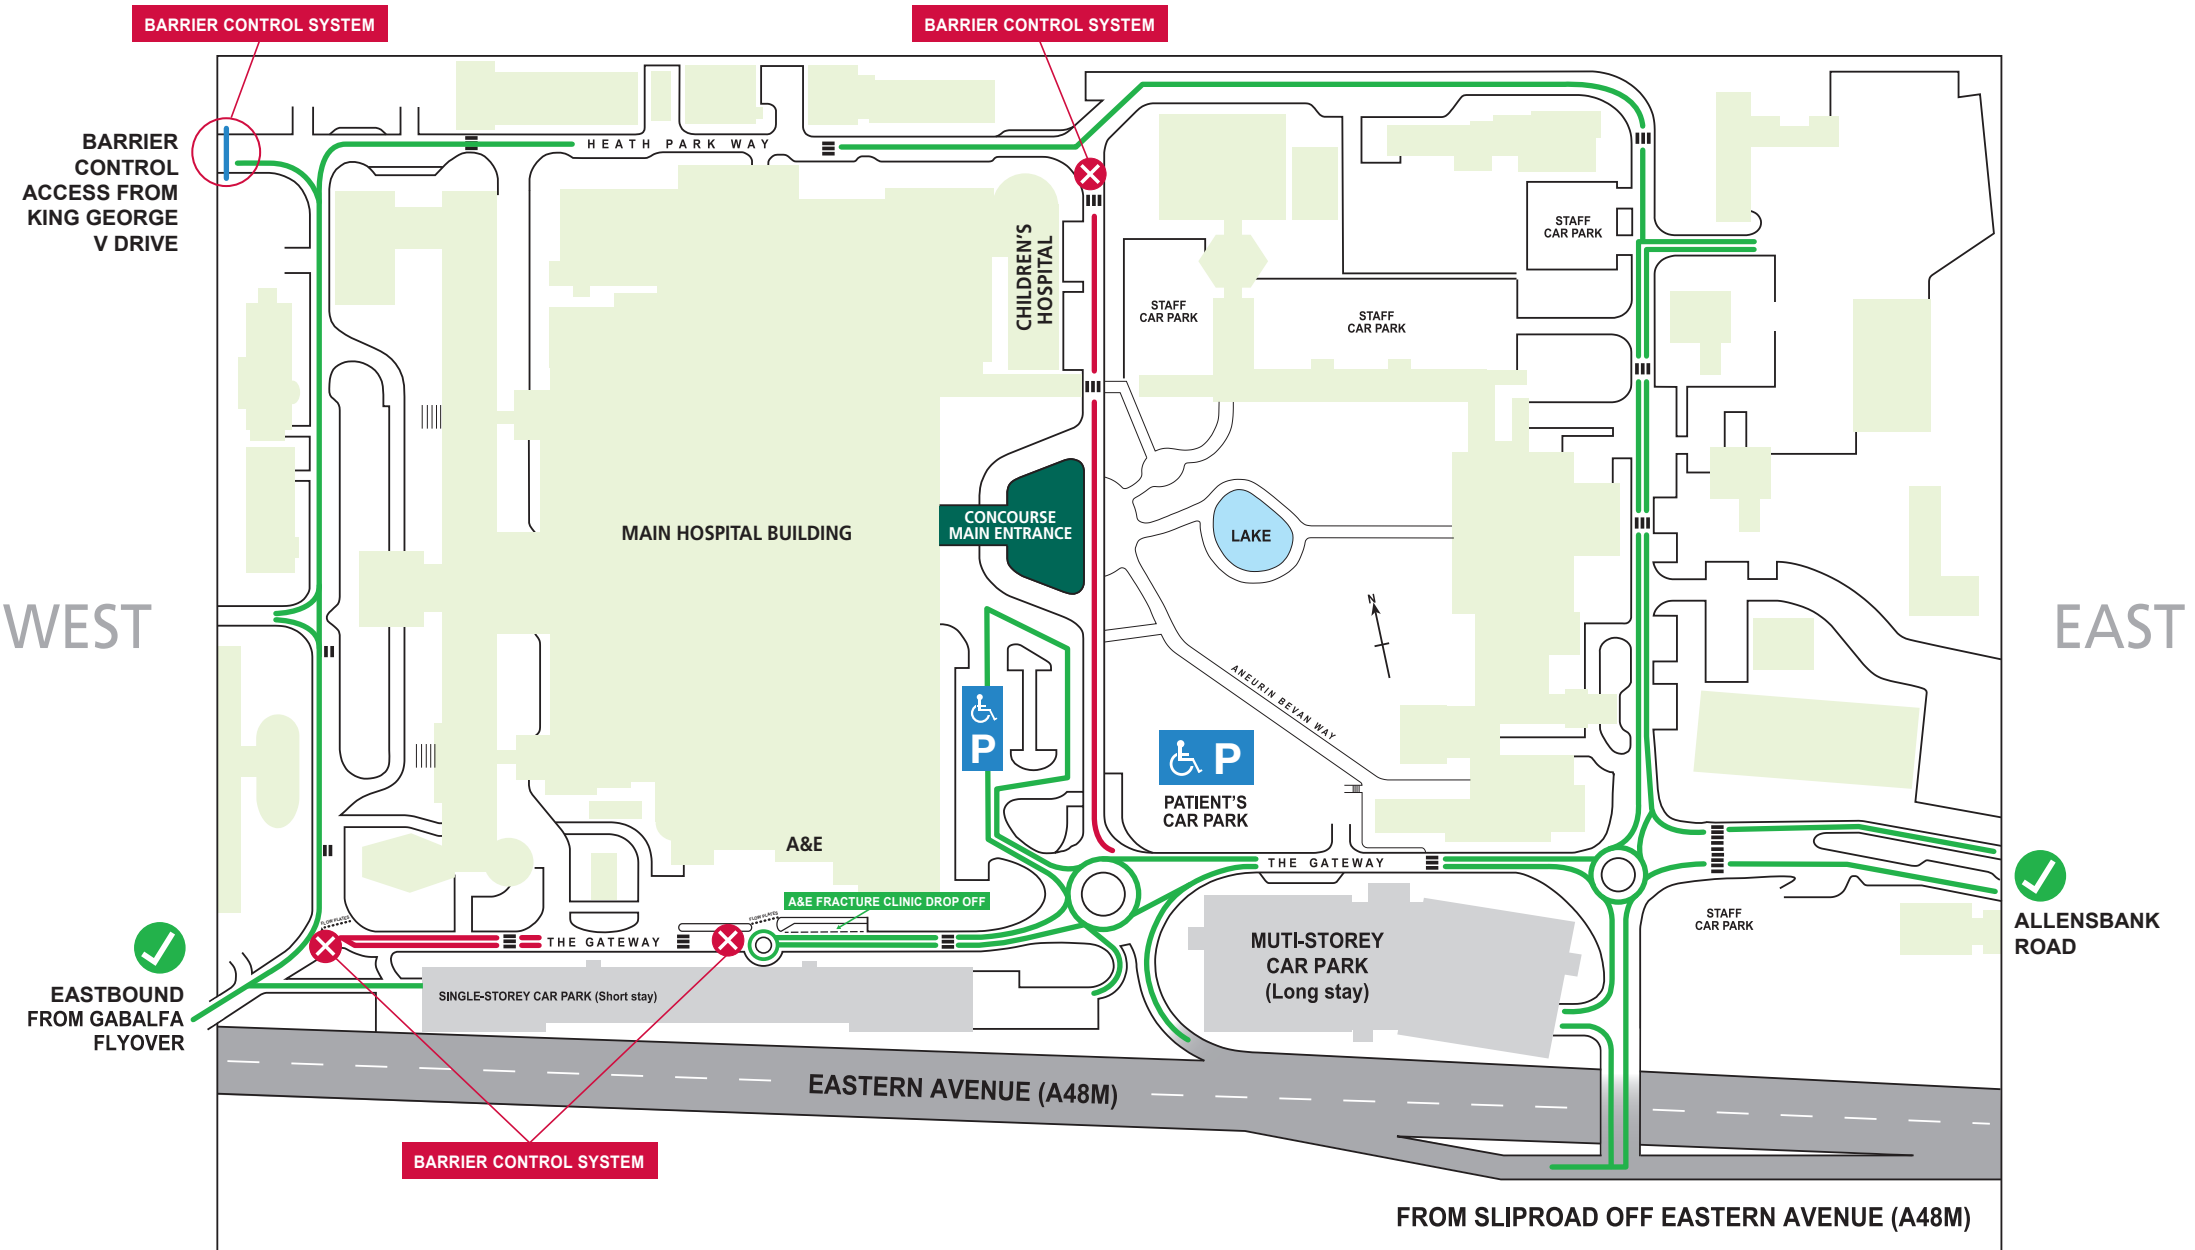 BARRIER CONTROL SYSTEM
BARRIER CONTROL SYSTEM
BARRIER
CONTROL
ACCESS FROM
KING GEORGE
V DRIVE
HEATH PARK WAY
CHILDREN'S
HOSPITAL
STAFF
CAR PARK
STAFF
CAR PARK
STAFF
CAR PARK
MAIN HOSPITAL BUILDING
CONCOURSE
MAIN ENTRANCE
LAKE
N
WEST
EAST
ANEURIN BEVAN WAY
P
P
PATIENT'S
CAR PARK
A&E
THE GATEWAY
A&E FRACTURE CLINIC DROP OFF
FLOW PLATES
FLOW PLATES
THE GATEWAY
STAFF
CAR PARK
ALLENSBANK
ROAD
MUTI-STOREY
CAR PARK
(Long stay)
EASTBOUND
FROM GABALFA
FLYOVER
SINGLE-STOREY CAR PARK (Short stay)
EASTERN AVENUE (A48M)
BARRIER CONTROL SYSTEM
FROM SLIPROAD OFF EASTERN AVENUE (A48M)